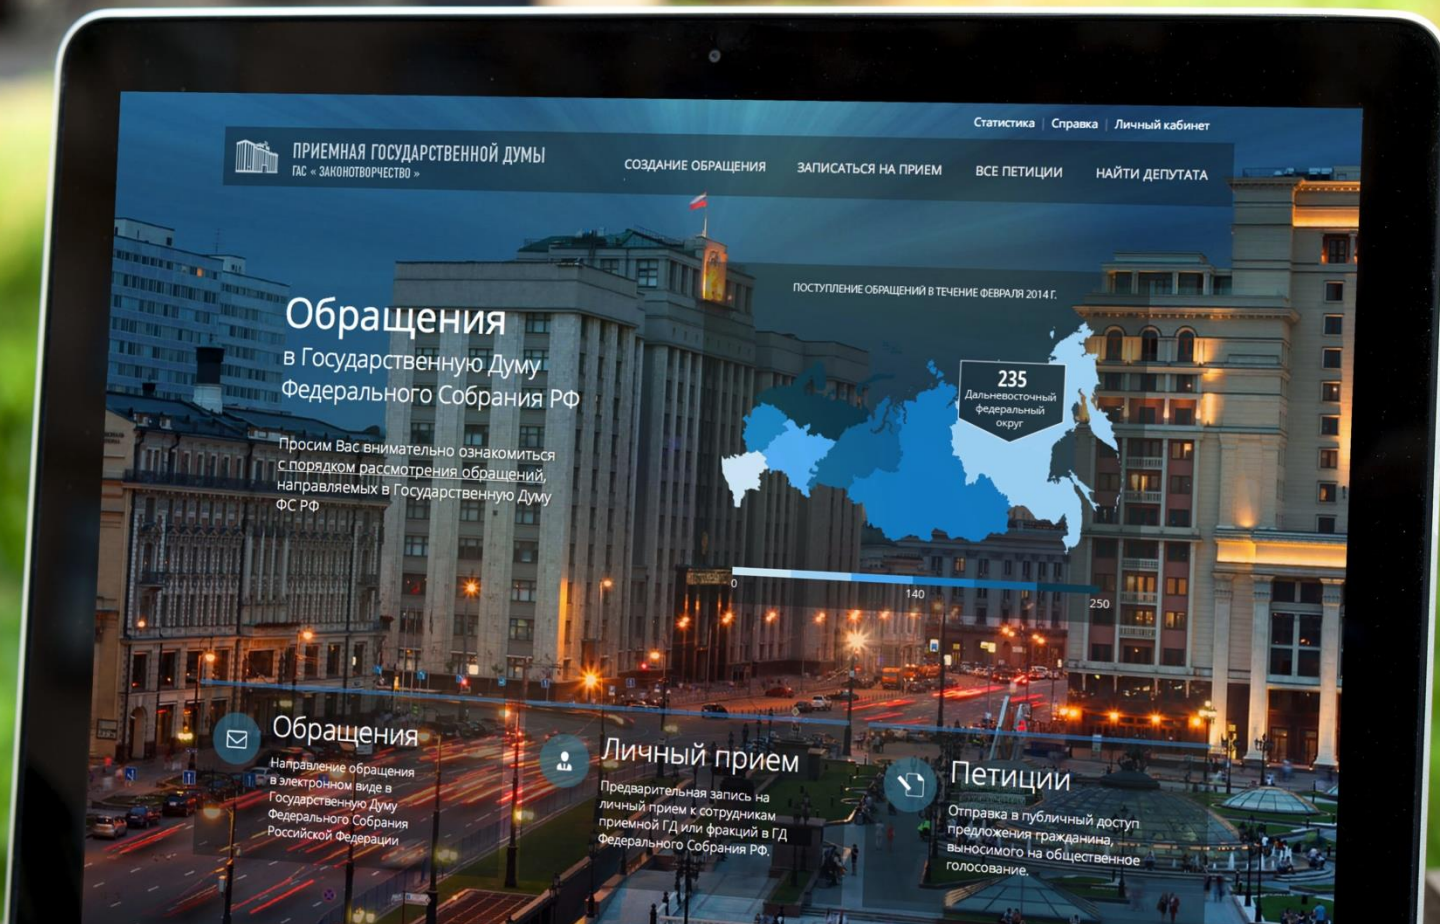 Статистика | Справка | Личный кабинет
ПРИЕМНАЯ ГОСУДАРСТВЕННОЙ ДУМЫ
ГАС « ЗАКОНОТВОРЧЕСТВО »
СОЗДАНИЕ ОБРАЩЕНИЯ
ЗАПИСАТЬСЯ НА ПРИЕМ
ВСЕ ПЕТИЦИИ
НАЙТИ ДЕПУТАТА
Обращения
в Государственную Думу
Федерального Собрания РФ
Просим Вас внимательно ознакомиться
с порядком рассмотрения обращений,
направляемых в Государственную Думу
ФС РФ
ПОСТУПЛЕНИЕ ОБРАЩЕНИЙ В ТЕЧЕНИЕ ФЕВРАЛЯ 2014 Г.
235
Дальневосточный
федеральный
округ
0
140
250
Обращения
Направление обращения
в электронном виде в
Государственную Думу
Федерального Собрания
Российской Федерации
Личный прием
Предварительная запись на
личный прием к сотрудникам
приемной ГД или фракций в ГД
Федерального Собрания РФ.
Петиции
Отправка в публичный доступ
предложения гражданина,
выносимого на общественное
голосование.